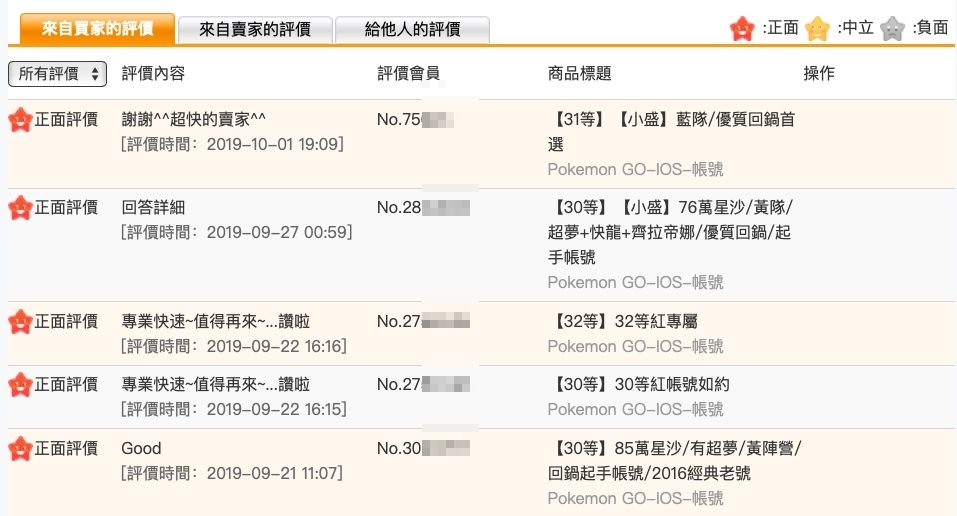 來自買家的評價 來自賣家的評價 給他人的評價 :正面 :中立 :負面
所有評價 評價內容 評價會員 商品標題 操作
正面評價 謝謝^^超快的賣家^^ No.75 【31等】【小盛】藍隊/優質回鍋首
[評價時間：2019-10-01 19:09] 選
Pokemon GO-IOS-帳號
正面評價 回答詳細 No.28 【30等】【小盛】76萬星沙/黃隊/
[評價時間：2019-09-27 00:59] 超夢+快龍+齊拉帝娜/優質回鍋/起
手帳號
Pokemon GO-IOS-帳號
正面評價 專業快速~值得再來~...讚啦 No.27 【32等】32等紅專屬
[評價時間：2019-09-22 16:16] Pokemon GO-IOS-帳號
正面評價 專業快速~值得再來~...讚啦 No.27 【30等】30等紅帳號如約
[評價時間：2019-09-22 16:15] Pokemon GO-IOS-帳號
正面評價 Good No.30 【30等】85萬星沙/有超夢/黃陣營/
[評價時間：2019-09-21 11:07] 回鍋起手帳號/2016經典老號
Pokemon GO-IOS-帳號